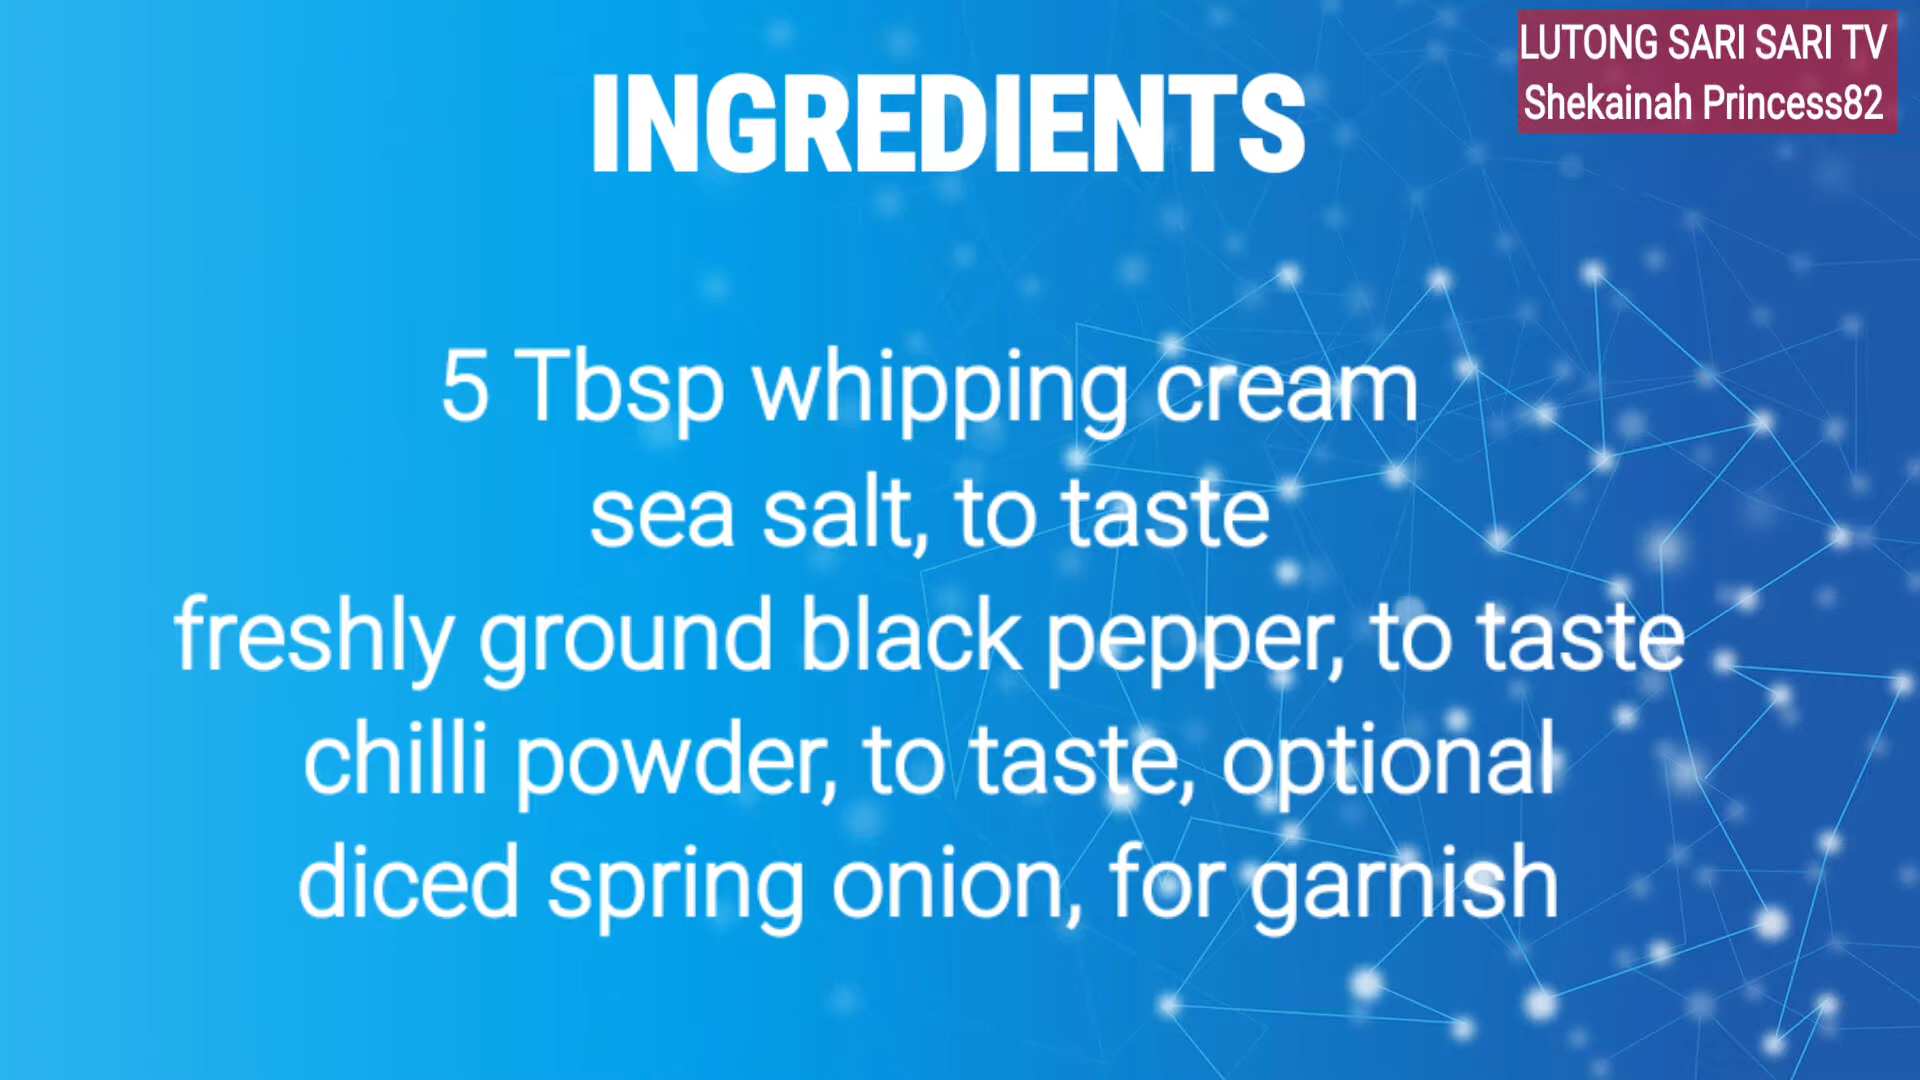 LUTONG SARI SARI TV
Shekainah Princess82
INGREDIENTS
5 Tbsp whipping cream
sea salt, to taste
freshly ground black pepper, to taste
chilli powder, to taste, optional
diced spring onion, for garnish